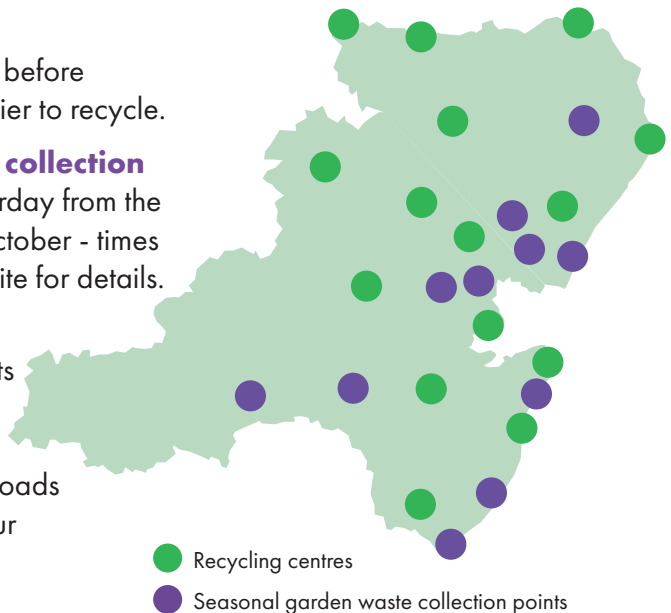 before
ier to recycle.
collection
rday from the
ctober - times
ite for details.
ts
oads
ur
Recycling centres
Seasonal garden waste collection points